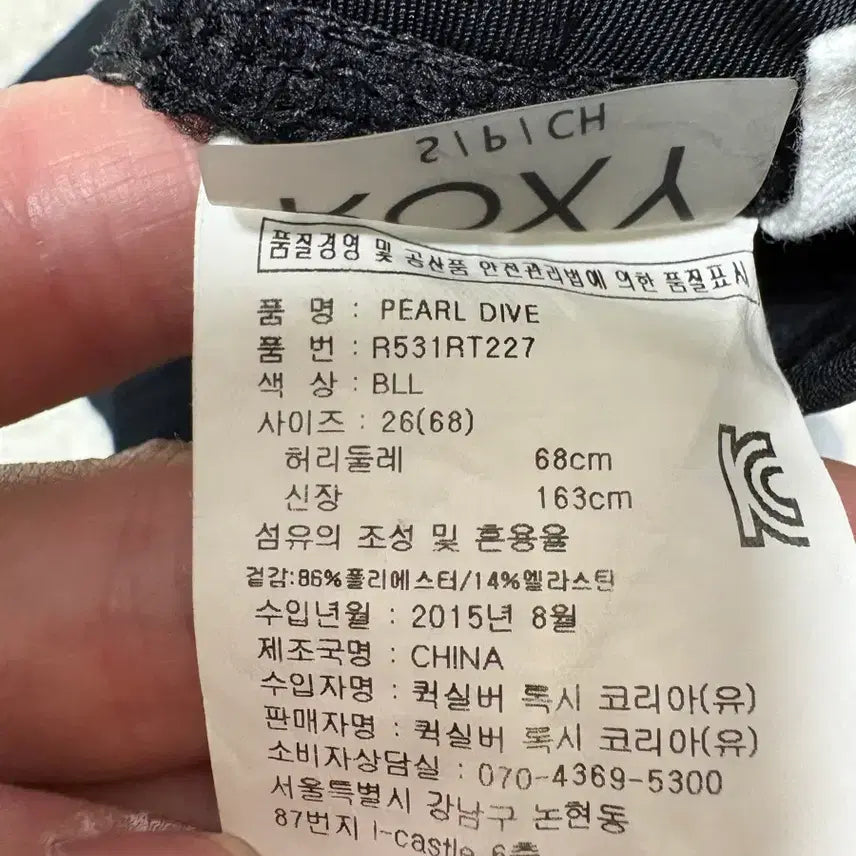 S/P/CH
ROXY
품질경영 및 공산품 안전관리법에 의한 품질표시
품 명 : PEARL DIVE
품 번 : R531RT227
색 상 : BLL
사이즈 : 26(68)
허리둘레 68cm
신장 163cm
섬유의 조성 및 혼용율
겉감:86%폴리에스터/14%엘라스틴
수입년월 : 2015년 8월
제조국명 : CHINA
수입자명 : 퀵실버 록시 코리아(유)
판매자명 : 퀵실버 록시 코리아(유)
소비자상담실 : 070-4369-5300
서울특별시 강남구 논현동
87번지 I-castle 6층